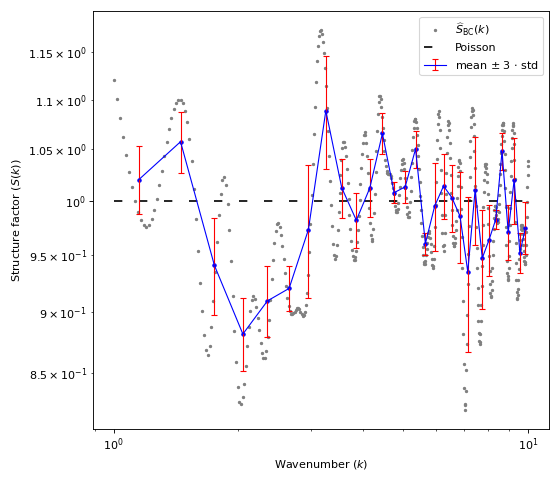 Ŝ_BC(k)
Poisson
mean ± 3 · std
1.15 × 10⁰
1.1 × 10⁰
1.05 × 10⁰
10⁰
9.5 × 10⁻¹
9 × 10⁻¹
8.5 × 10⁻¹
Structure factor (S(k))
10⁰ 10¹
Wavenumber (k)